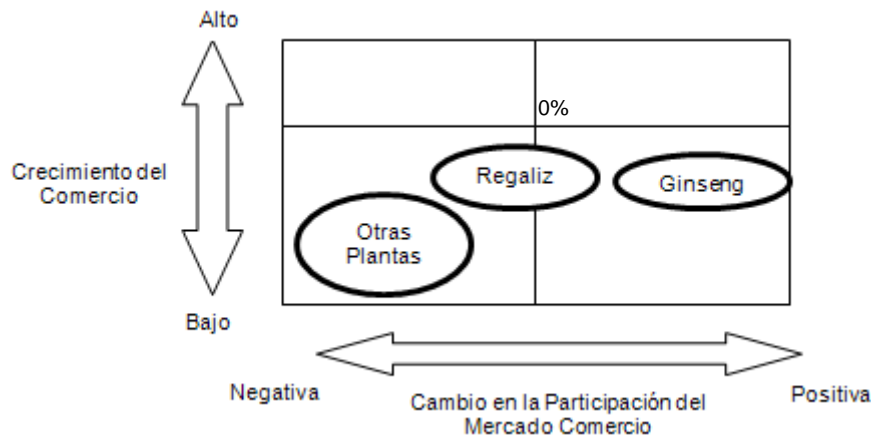 Alto
0%
Crecimiento del
Comercio
Regaliz
Ginseng
Otras
Plantas
Bajo
Negativa
Cambio en la Participación del
Mercado Comercio
Positiva